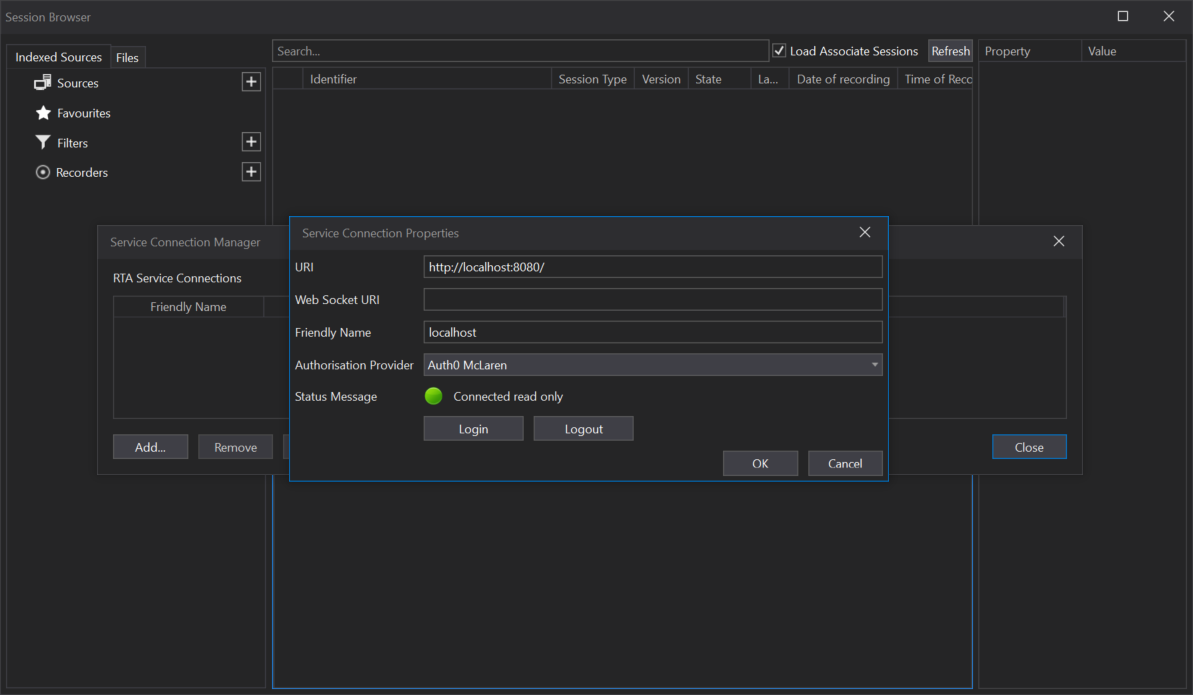 Session Browser
Indexed Sources Files
Search... Load Associate Sessions Refresh
Property Value
Identifier Session Type Version State La... Date of recording Time of Reco
Sources
Favourites
Filters
Recorders
Service Connection Manager
RTA Service Connections
Friendly Name
Add... Remove
Close
Service Connection Properties
URI http://localhost:8080/
Web Socket URI
Friendly Name localhost
Authorisation Provider Auth0 McLaren
Status Message Connected read only
Login Logout
OK Cancel